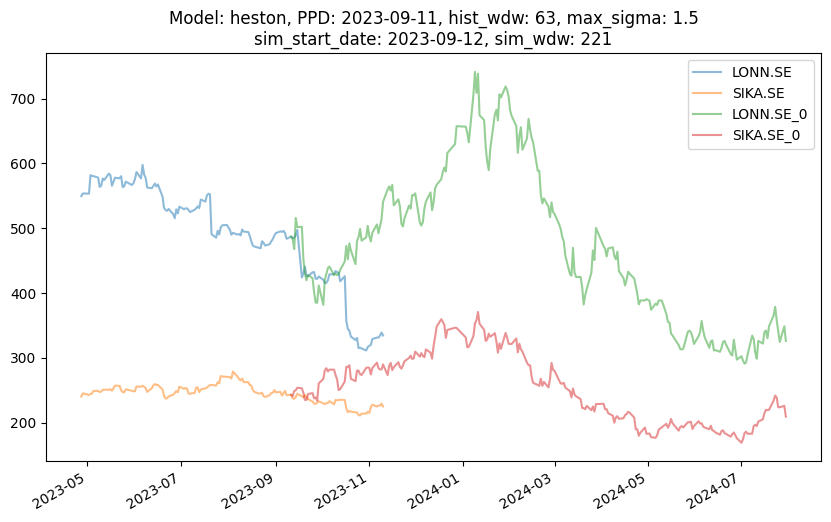 Model: heston, PPD: 2023-09-11, hist_wdw: 63, max_sigma: 1.5
sim_start_date: 2023-09-12, sim_wdw: 221
LONN.SE
SIKA.SE
LONN.SE_0
SIKA.SE_0
700
600
500
400
300
200
2023-05
2023-07
2023-09
2023-11
2024-01
2024-03
2024-05
2024-07